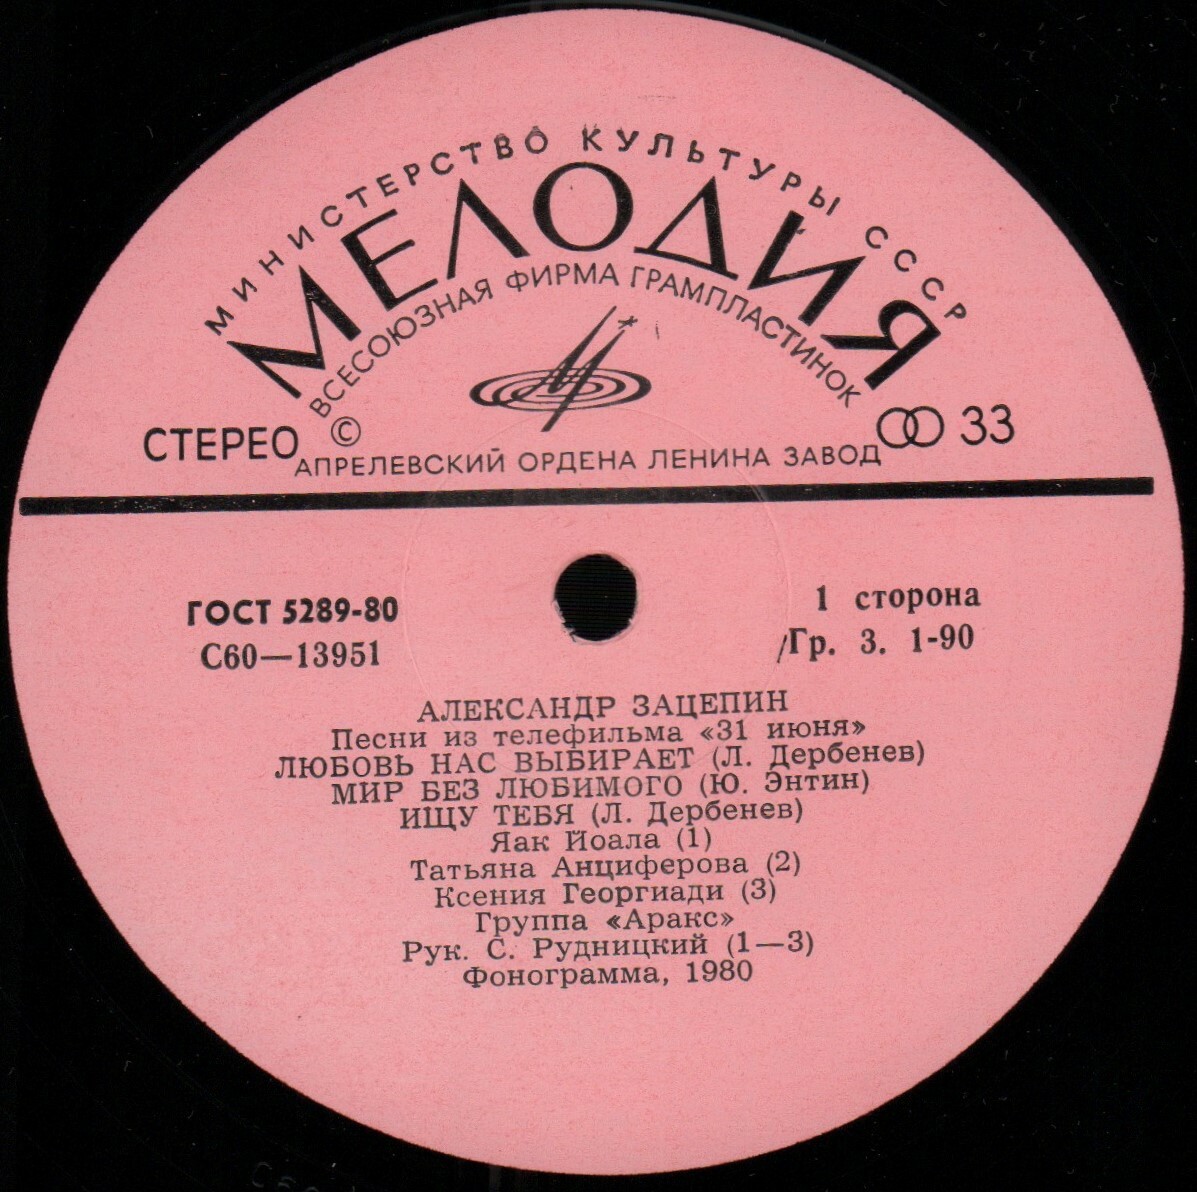 МИНИСТЕРСТВО КУЛЬТУРЫ СССР
МЕЛОДИЯ
ВСЕСОЮЗНАЯ ФИРМА ГРАМПЛАСТИНОК
СТЕРЕО © 33
АПРЕЛЕВСКИЙ ОРДЕНА ЛЕНИНА ЗАВОД
ГОСТ 5289-80
С60—13951
1 сторона
/Гр. 3. 1-90
АЛЕКСАНДР ЗАЦЕПИН
Песни из телефильма «31 июня»
ЛЮБОВЬ НАС ВЫБИРАЕТ (Л. Дербенев)
МИР БЕЗ ЛЮБИМОГО (Ю. Энтин)
ИЩУ ТЕБЯ (Л. Дербенев)
Яак Йоала (1)
Татьяна Анциферова (2)
Ксения Георгиади (3)
Группа «Аракс»
Рук. С. Рудницкий (1—3)
Фонограмма, 1980